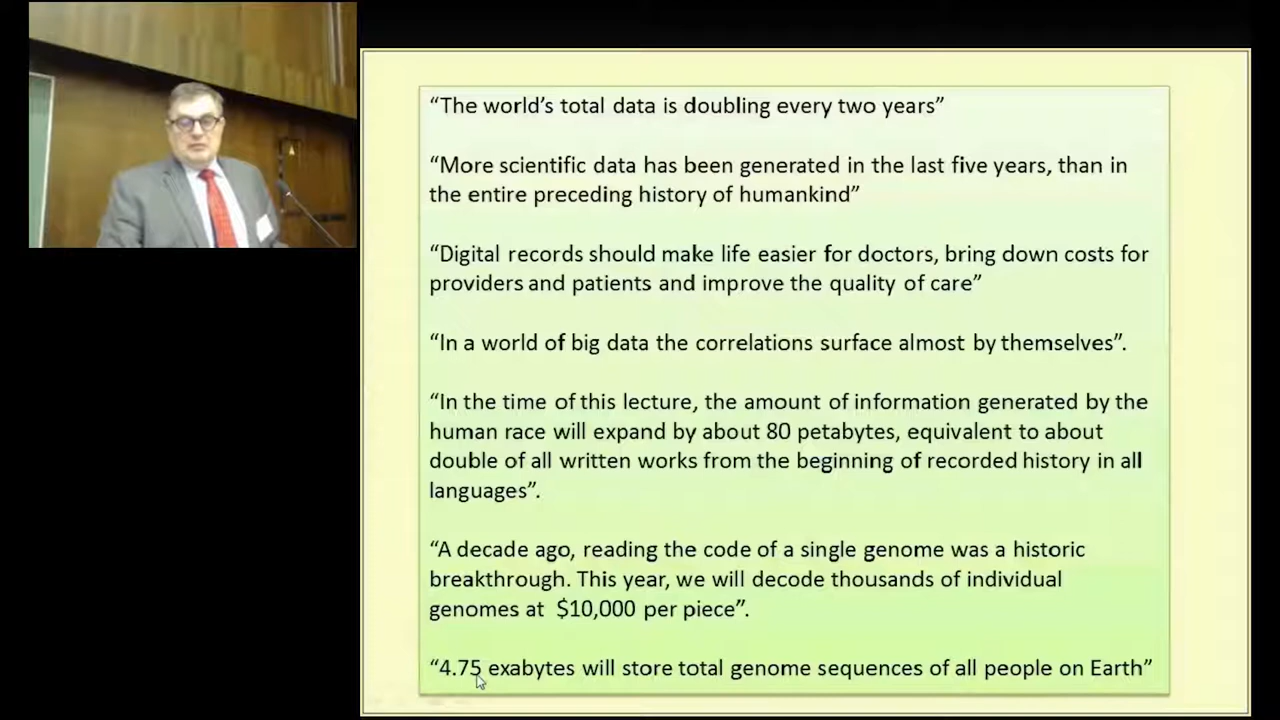 “The world’s total data is doubling every two years”
“More scientific data has been generated in the last five years, than in
the entire preceding history of humankind”
“Digital records should make life easier for doctors, bring down costs for
providers and patients and improve the quality of care”
“In a world of big data the correlations surface almost by themselves”.
“In the time of this lecture, the amount of information generated by the
human race will expand by about 80 petabytes, equivalent to about
double of all written works from the beginning of recorded history in all
languages”.
“A decade ago, reading the code of a single genome was a historic
breakthrough. This year, we will decode thousands of individual
genomes at  $10,000 per piece”.
“4.75 exabytes will store total genome sequences of all people on Earth”